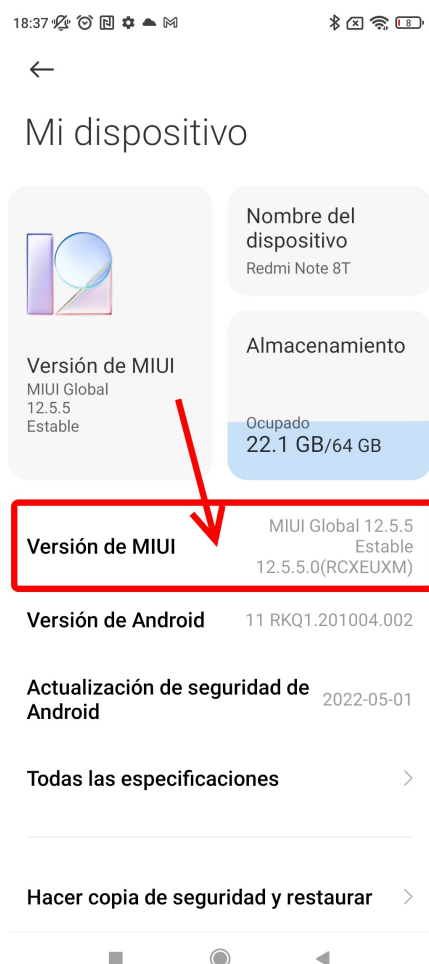 18:37
8
Mi dispositivo
12
Versión de MIUI
MIUI Global
12.5.5
Estable
Nombre del
dispositivo
Redmi Note 8T
Almacenamiento
Ocupado
22.1 GB/64 GB
Versión de MIUI
MIUI Global 12.5.5
Estable
12.5.5.0(RCXEUXM)
Versión de Android
11 RKQ1.201004.002
Actualización de seguridad de
Android
2022-05-01
Todas las especificaciones
Hacer copia de seguridad y restaurar